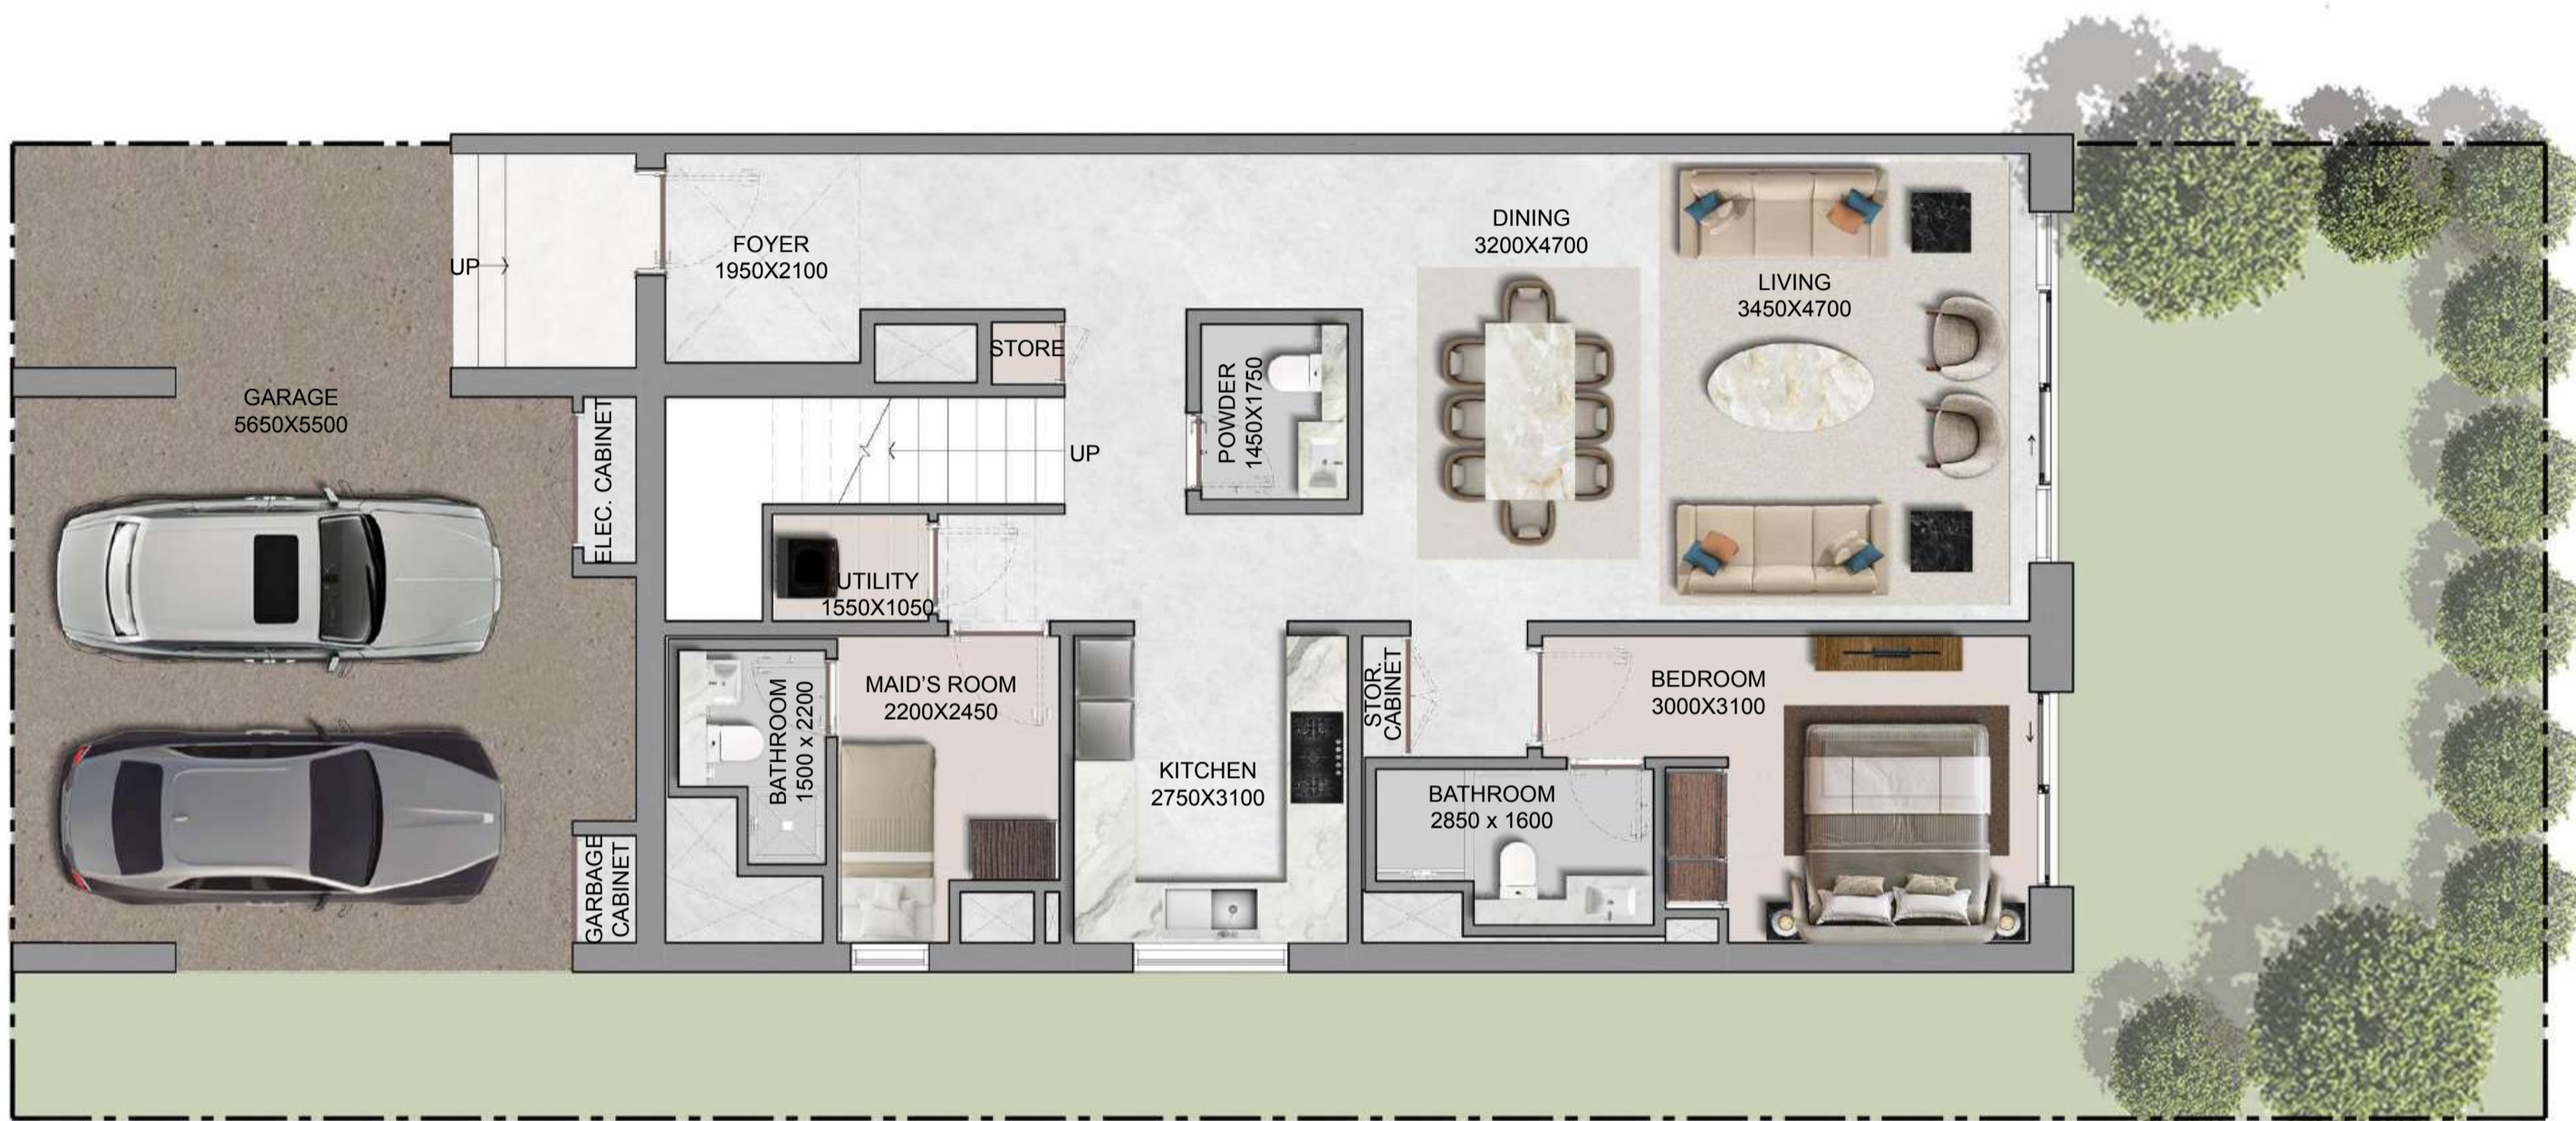 UP
FOYER
1950X2100
DINING
3200X4700
LIVING
3450X4700
STORE
GARAGE
5650X5500
ELEC. CABINET
UP
POWDER
1450X1750
UTILITY
1550X1050
MAID'S ROOM
2200X2450
BATHROOM
1500 x 2200
KITCHEN
2750X3100
STOR.
CABINET
BEDROOM
3000X3100
BATHROOM
2850 x 1600
GARBAGE
CABINET